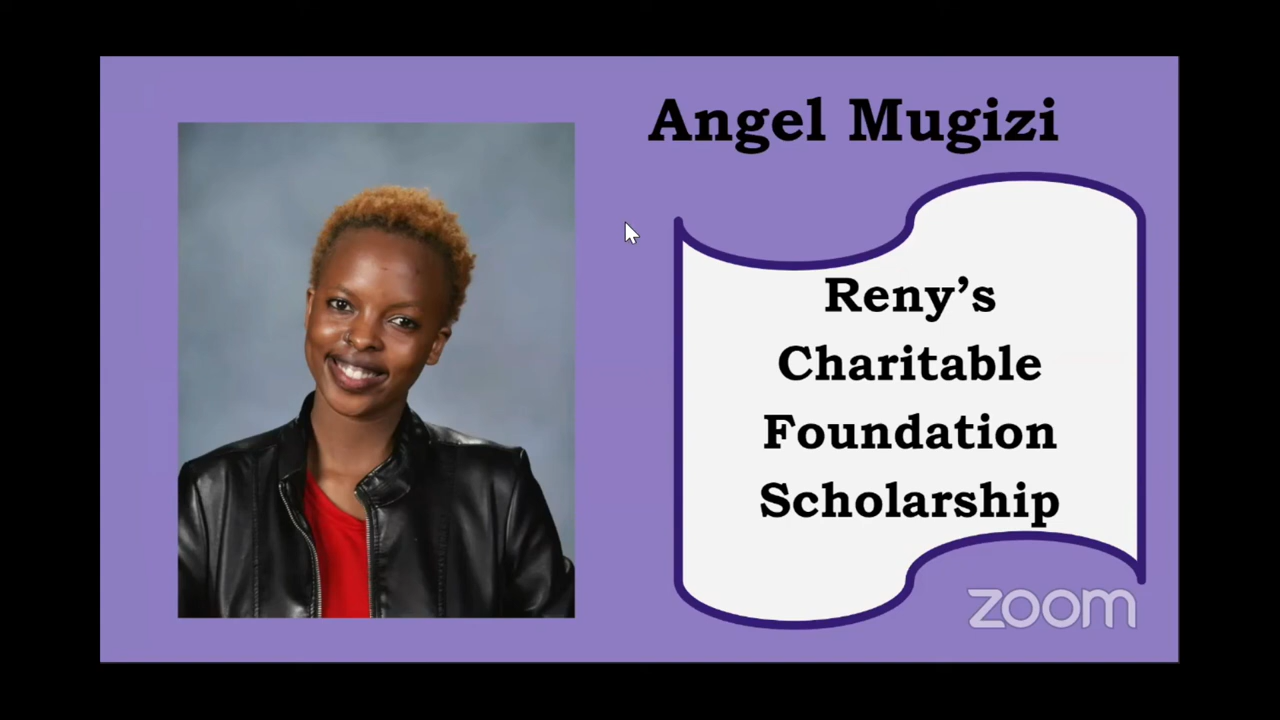 Angel Mugizi
Reny’s
Charitable
Foundation
Scholarship
zoom